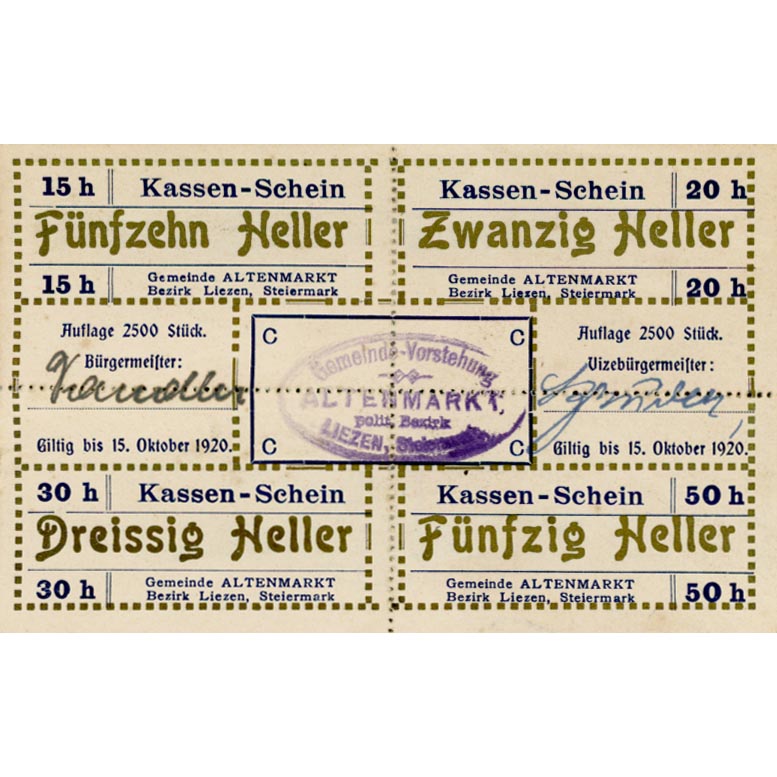 15 h Kassen-Schein
Fünfzehn Heller
15 h Gemeinde ALTENMARKT
Bezirk Liezen, Steiermark
Kassen-Schein 20 h
Zwanzig Heller
Gemeinde ALTENMARKT 20 h
Bezirk Liezen, Steiermark
Auflage 2500 Stück.
Bürgermeiſter:
Giltig bis 15. Oktober 1920.
C C
Gemeinde-Vorstehung
ALTENMARKT,
polit. Bezirk
LIEZEN, Steiermark
C C
Auflage 2500 Stück.
Vizebürgermeiſter:
Giltig bis 15. Oktober 1920.
30 h Kassen-Schein
Dreissig Heller
30 h Gemeinde ALTENMARKT
Bezirk Liezen, Steiermark
Kassen-Schein 50 h
Fünfzig Heller
Gemeinde ALTENMARKT 50 h
Bezirk Liezen, Steiermark